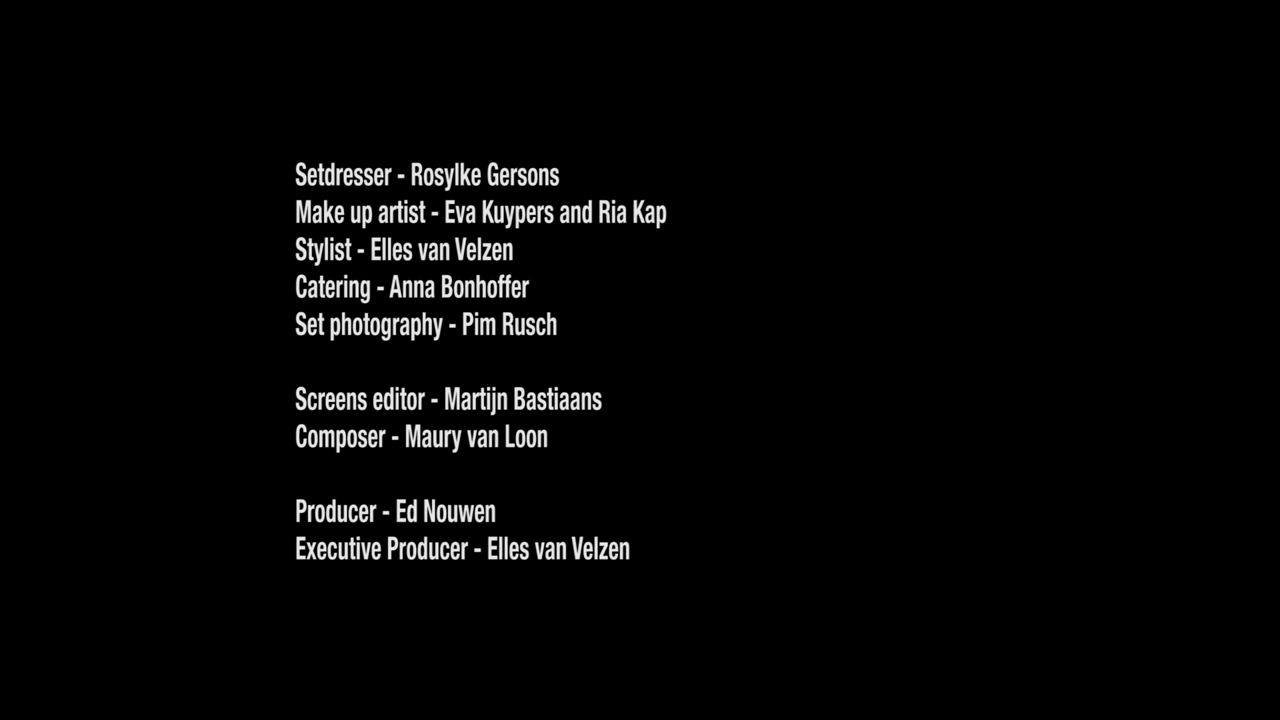 Setdresser - Rosylke Gersons
Make up artist - Eva Kuypers and Ria Kap
Stylist - Elles van Velzen
Catering - Anna Bonhoffer
Set photography - Pim Rusch
Screens editor - Martijn Bastiaans
Composer - Maury van Loon
Producer - Ed Nouwen
Executive Producer - Elles van Velzen